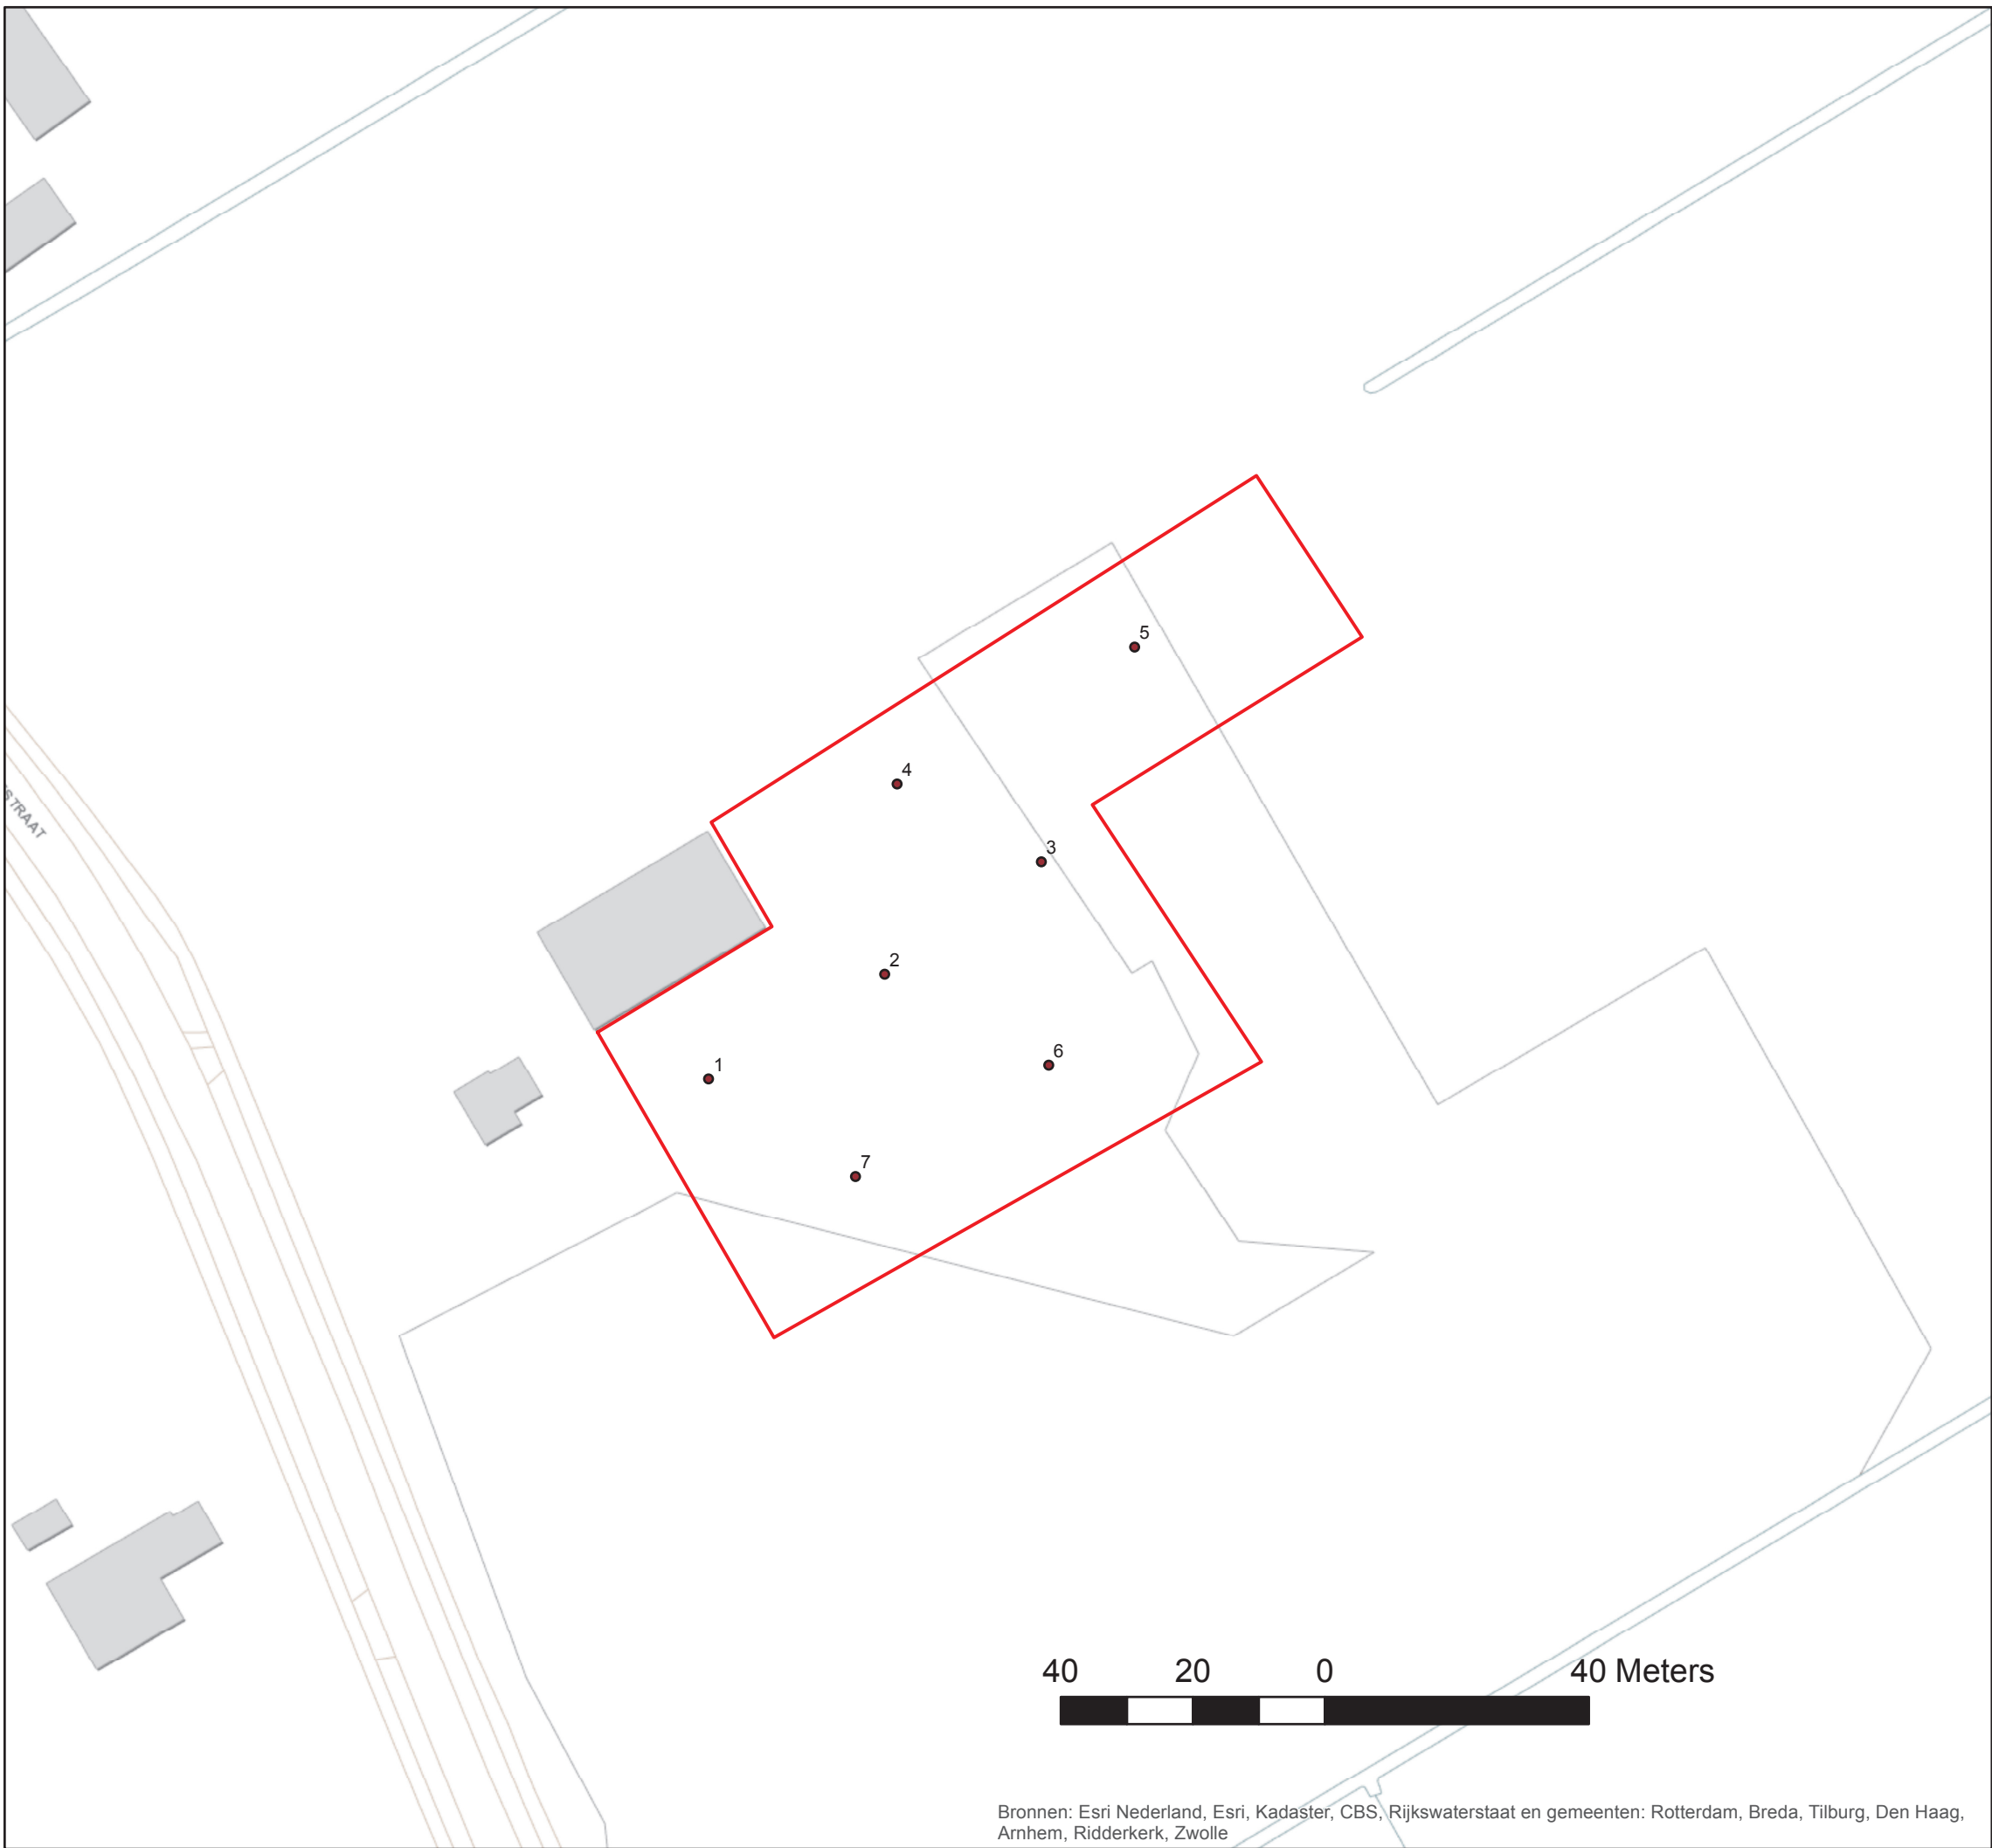 5
4
STRAAT
3
2
1
6
7
40 20 0 40 Meters
Bronnen: Esri Nederland, Esri, Kadaster, CBS, Rijkswaterstaat en gemeenten: Rotterdam, Breda, Tilburg, Den Haag,
Arnhem, Ridderkerk, Zwolle